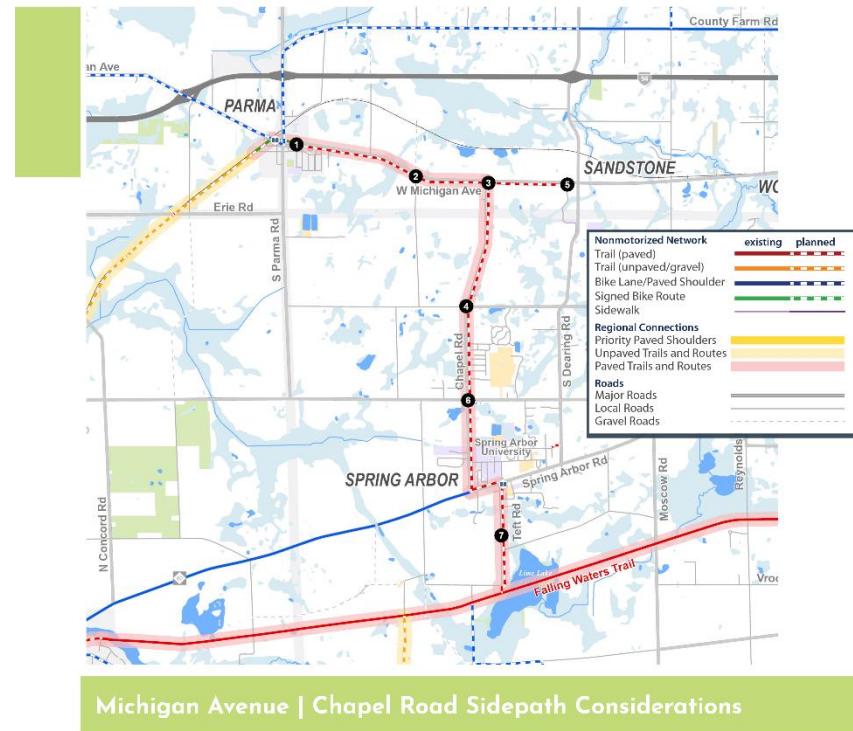 County Farm Rd
an Ave
PARMA
1
2
3
SANDSTONE
5
W Michigan Ave
WO
Erie Rd
S Parma Rd
Nonmotorized Network existing planned
Trail (paved)
Trail (unpaved/gravel)
Bike Lane/Paved Shoulder
Signed Bike Route
Sidewalk
Regional Connections
Priority Paved Shoulders
Unpaved Trails and Routes
Paved Trails and Routes
Roads
Major Roads
Local Roads
Gravel Roads
4
Chapel Rd
S Dearing Rd
6
Spring Arbor
University
SPRING ARBOR
Spring Arbor Rd
Moscow Rd
Reynolds
N Concord Rd
Teft Rd
7
Lime Lake
Falling Waters Trail
Vroo
Michigan Avenue | Chapel Road Sidepath Considerations